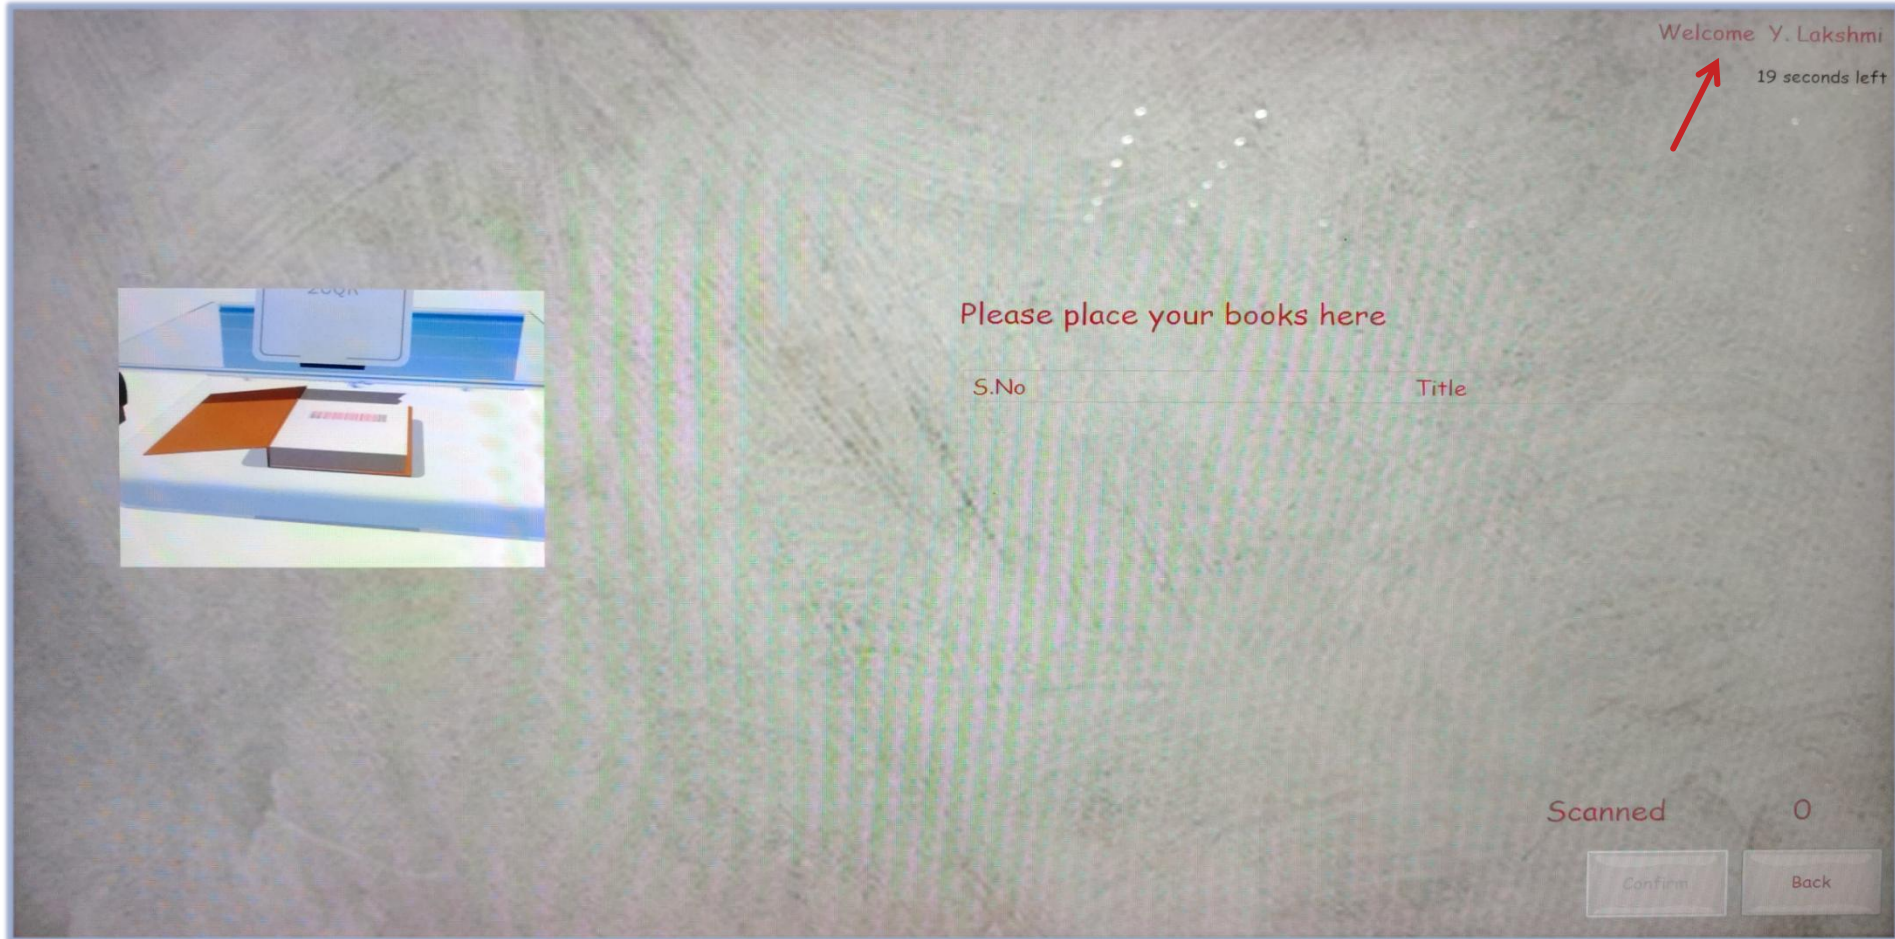 Welcome Y. Lakshmi
19 seconds left
Please place your books here
S.No Title
Scanned 0
Confirm Back